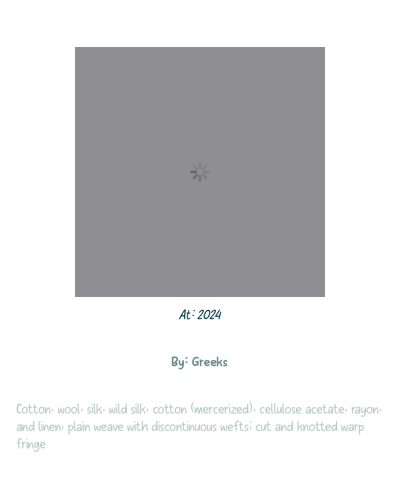 At: 2024
By: Greeks
Cotton, wool, silk, wild silk, cotton (mercerized), cellulose acetate, rayon,
and linen, plain weave with discontinuous wefts; cut and knotted warp
fringe